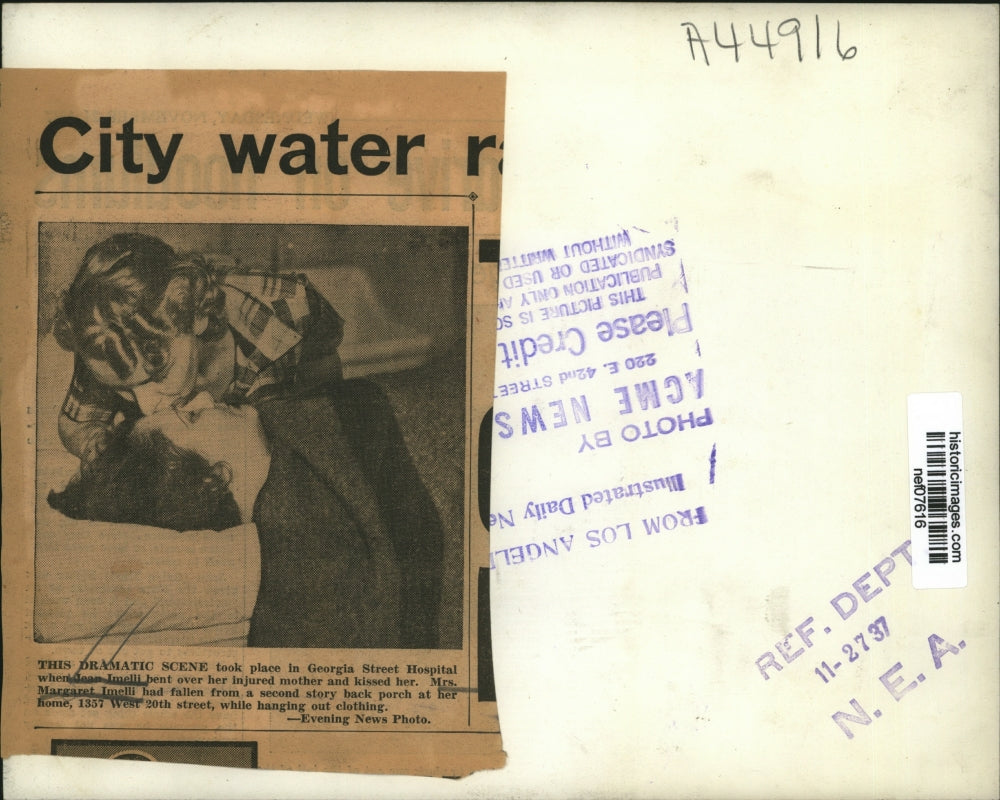 A44916
City water
THIS DRAMATIC SCENE took place in Georgia Street Hospital
when Jean Imelli bent over her injured mother and kissed her. Mrs.
Margaret Imelli had fallen from a second story back porch at her
home, 1357 West 20th street, while hanging out clothing.
—Evening News Photo.
FROM LOS ANGEL
Illustrated Daily Ne
PHOTO BY
ACME NEWS
220 E. 42nd STREET
Please Credit
THIS PICTURE IS SO
PUBLICATION ONLY A
SYNDICATED OR USED
WITHOUT WRITTE
historicimages.com
nef07616
REF. DEPT
11-27 37
N. E. A.